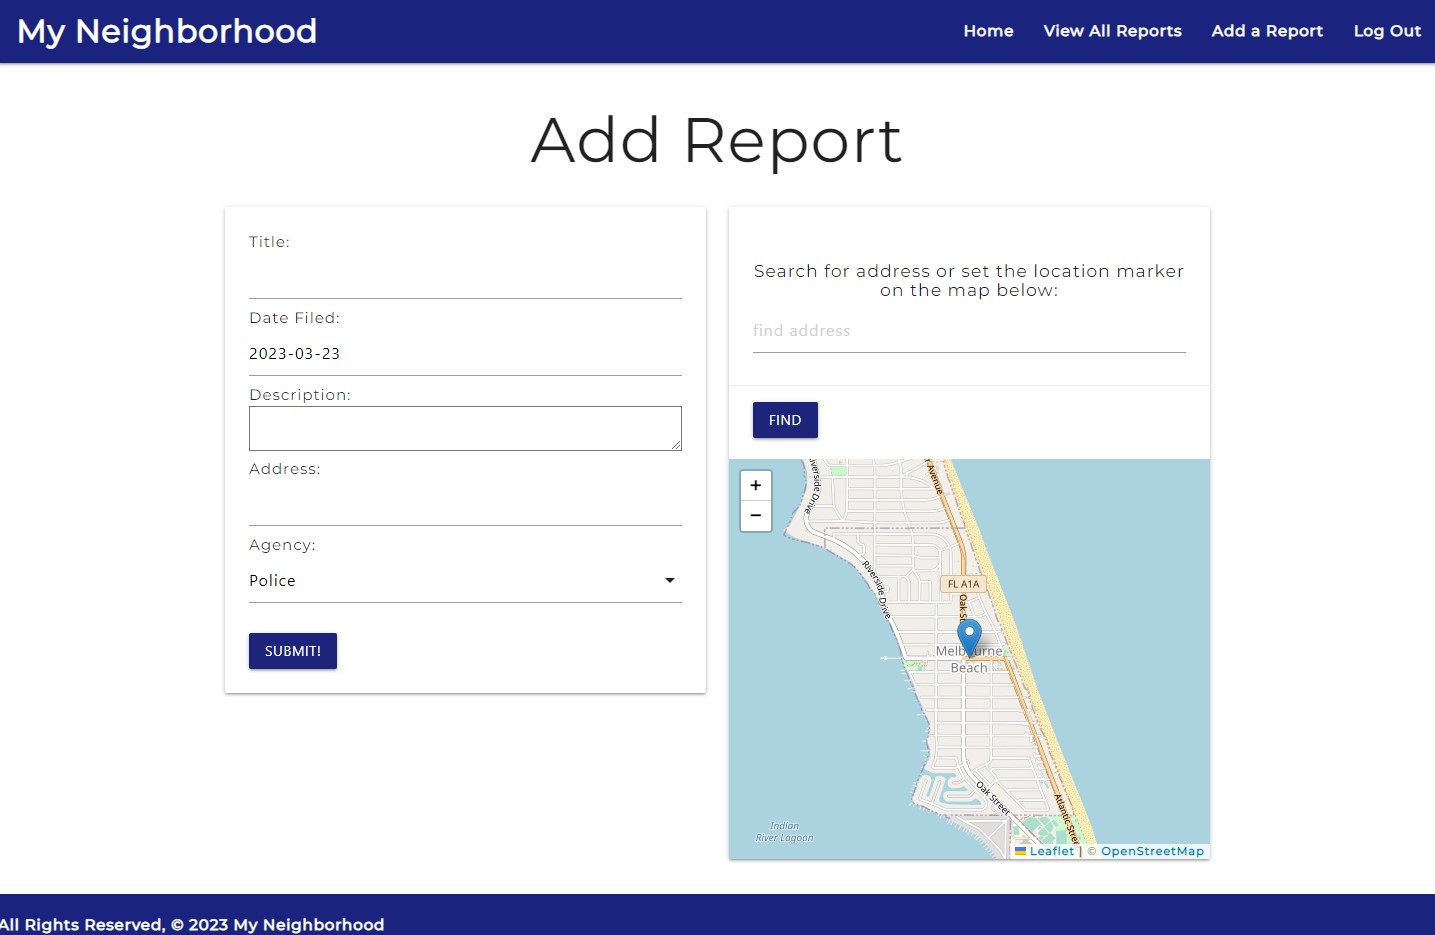 My Neighborhood
Home View All Reports Add a Report Log Out
Add Report
Title:
Date Filed:
2023-03-23
Description:
Address:
Agency:
Police
SUBMIT!
Search for address or set the location marker
on the map below:
find address
FIND
+
−
Riverside Drive
Avenue
Riverside Drive
FL A1A
Oak St
Melbourne
Beach
Oak Street
Atlantic Street
Indian
River Lagoon
Leaflet | © OpenStreetMap
All Rights Reserved, © 2023 My Neighborhood